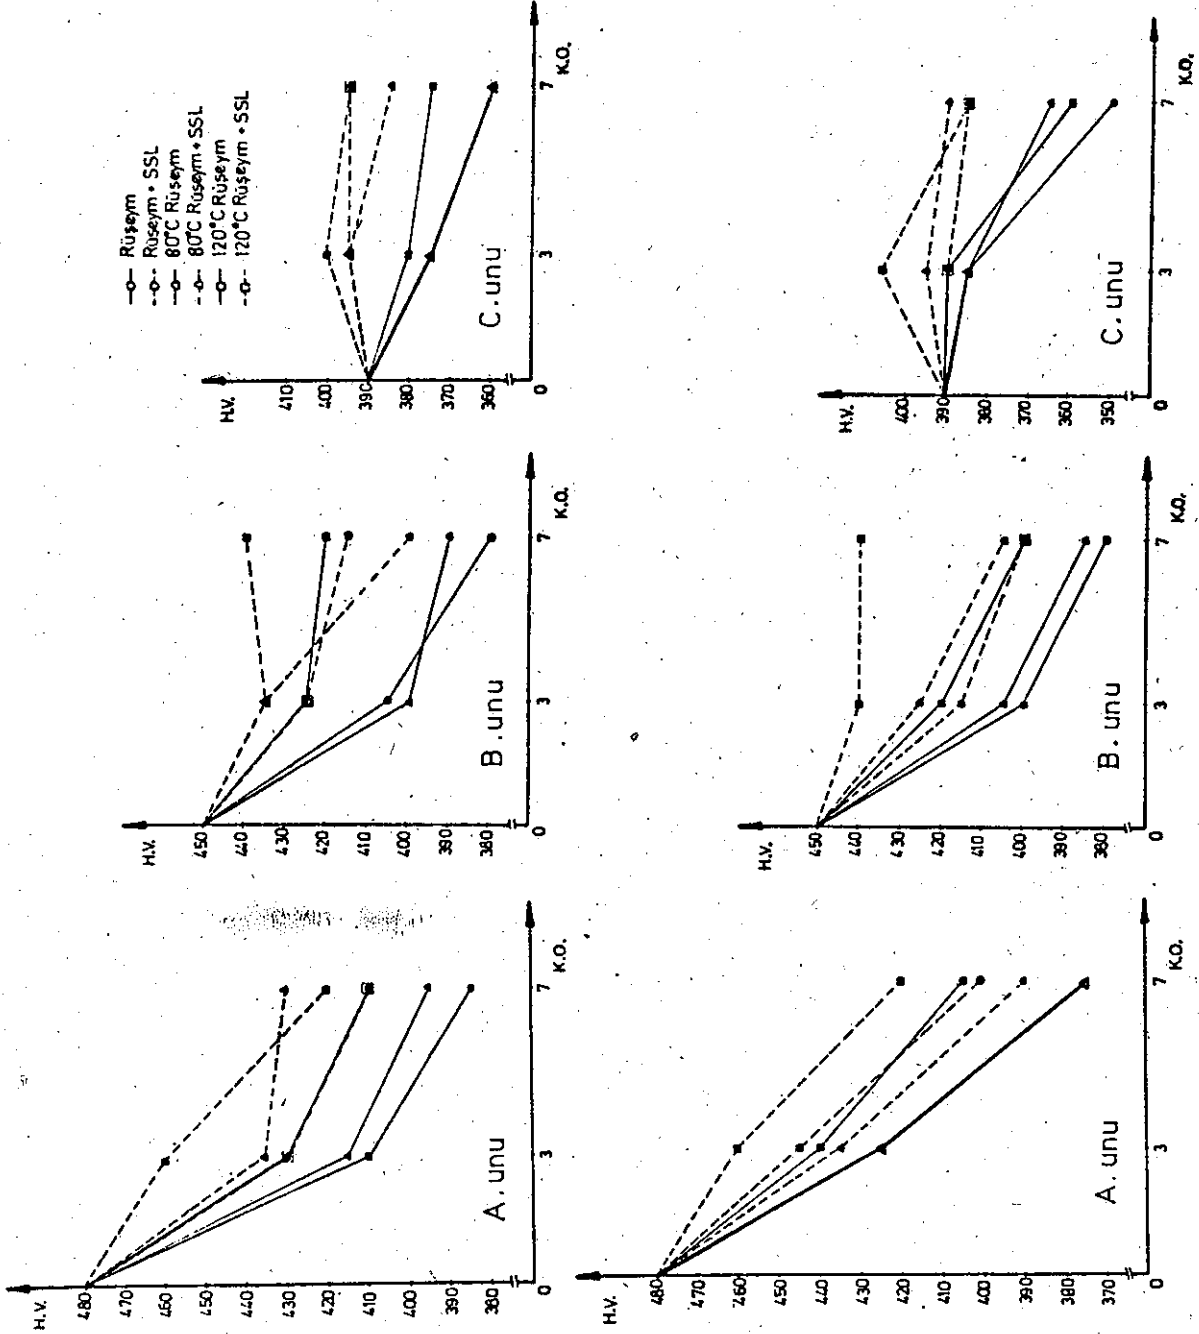 H.V.
480
470
460
450
440
430
420
410
400
390
380
0
3
7
K.O.
A.unu
H.V.
450
440
430
420
410
400
390
380
0
3
7
K.O.
B.unu
H.V.
410
400
390
380
370
360
0
3
7
K.O.
C.unu
Rüşeym
Rüşeym+SSL
80°C Rüşeym
80°C Rüşeym+SSL
120°C Rüşeym
120°C Rüşeym+SSL
H.V.
480
470
460
450
440
430
420
410
400
390
380
370
0
3
7
K.O.
A.unu
H.V.
450
440
430
420
410
400
390
380
0
3
7
K.O.
B.unu
H.V.
400
390
380
370
360
350
0
3
7
K.O.
C.unu